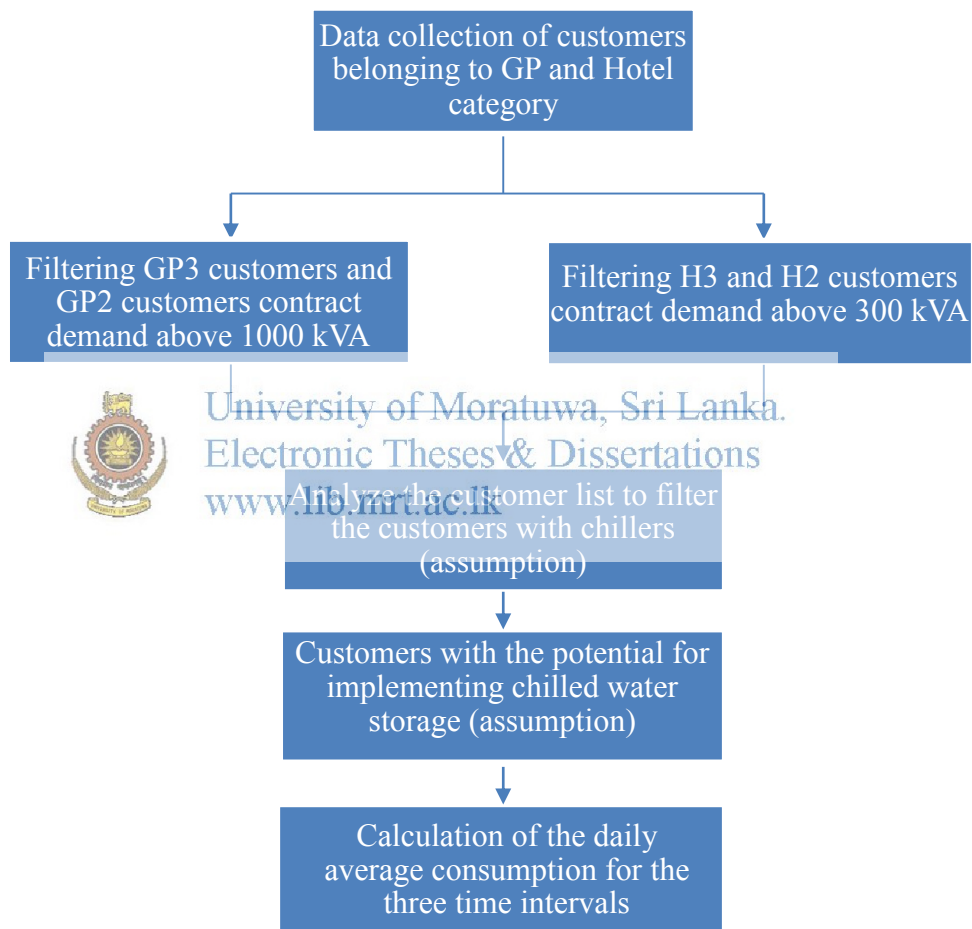 Data collection of customers
belonging to GP and Hotel
category
Filtering GP3 customers and
GP2 customers contract
demand above 1000 kVA
Filtering H3 and H2 customers
contract demand above 300 kVA
University of Moratuwa, Sri Lanka.
Electronic Theses & Dissertations
www.lib.mrt.ac.lk
Analyze the customer list to filter
the customers with chillers
(assumption)
Customers with the potential for
implementing chilled water
storage (assumption)
Calculation of the daily
average consumption for the
three time intervals